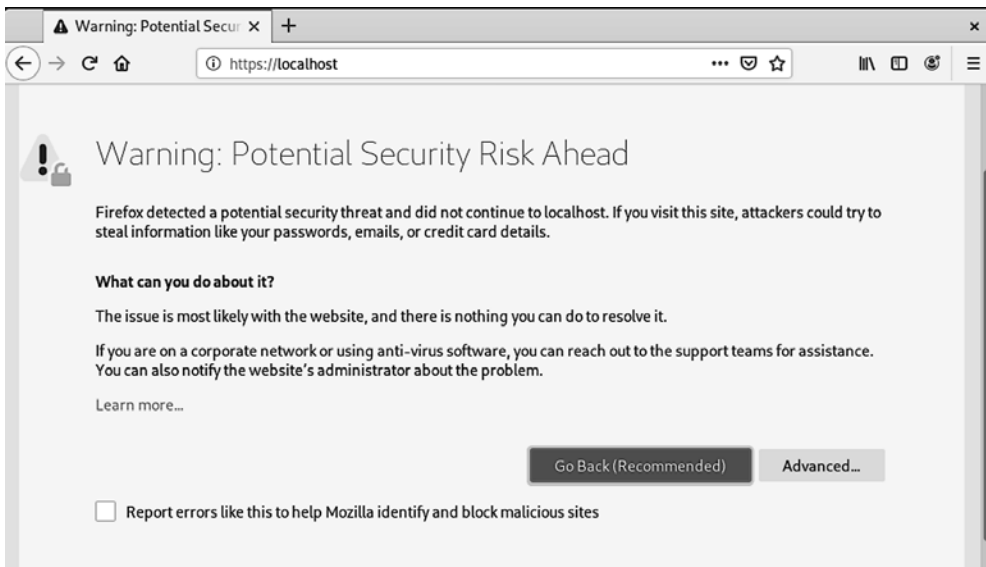 Warning: Potential Secur
https://localhost
Warning: Potential Security Risk Ahead
Firefox detected a potential security threat and did not continue to localhost. If you visit this site, attackers could try to
steal information like your passwords, emails, or credit card details.
What can you do about it?
The issue is most likely with the website, and there is nothing you can do to resolve it.
If you are on a corporate network or using anti-virus software, you can reach out to the support teams for assistance.
You can also notify the website's administrator about the problem.
Learn more...
Go Back (Recommended) Advanced...
Report errors like this to help Mozilla identify and block malicious sites